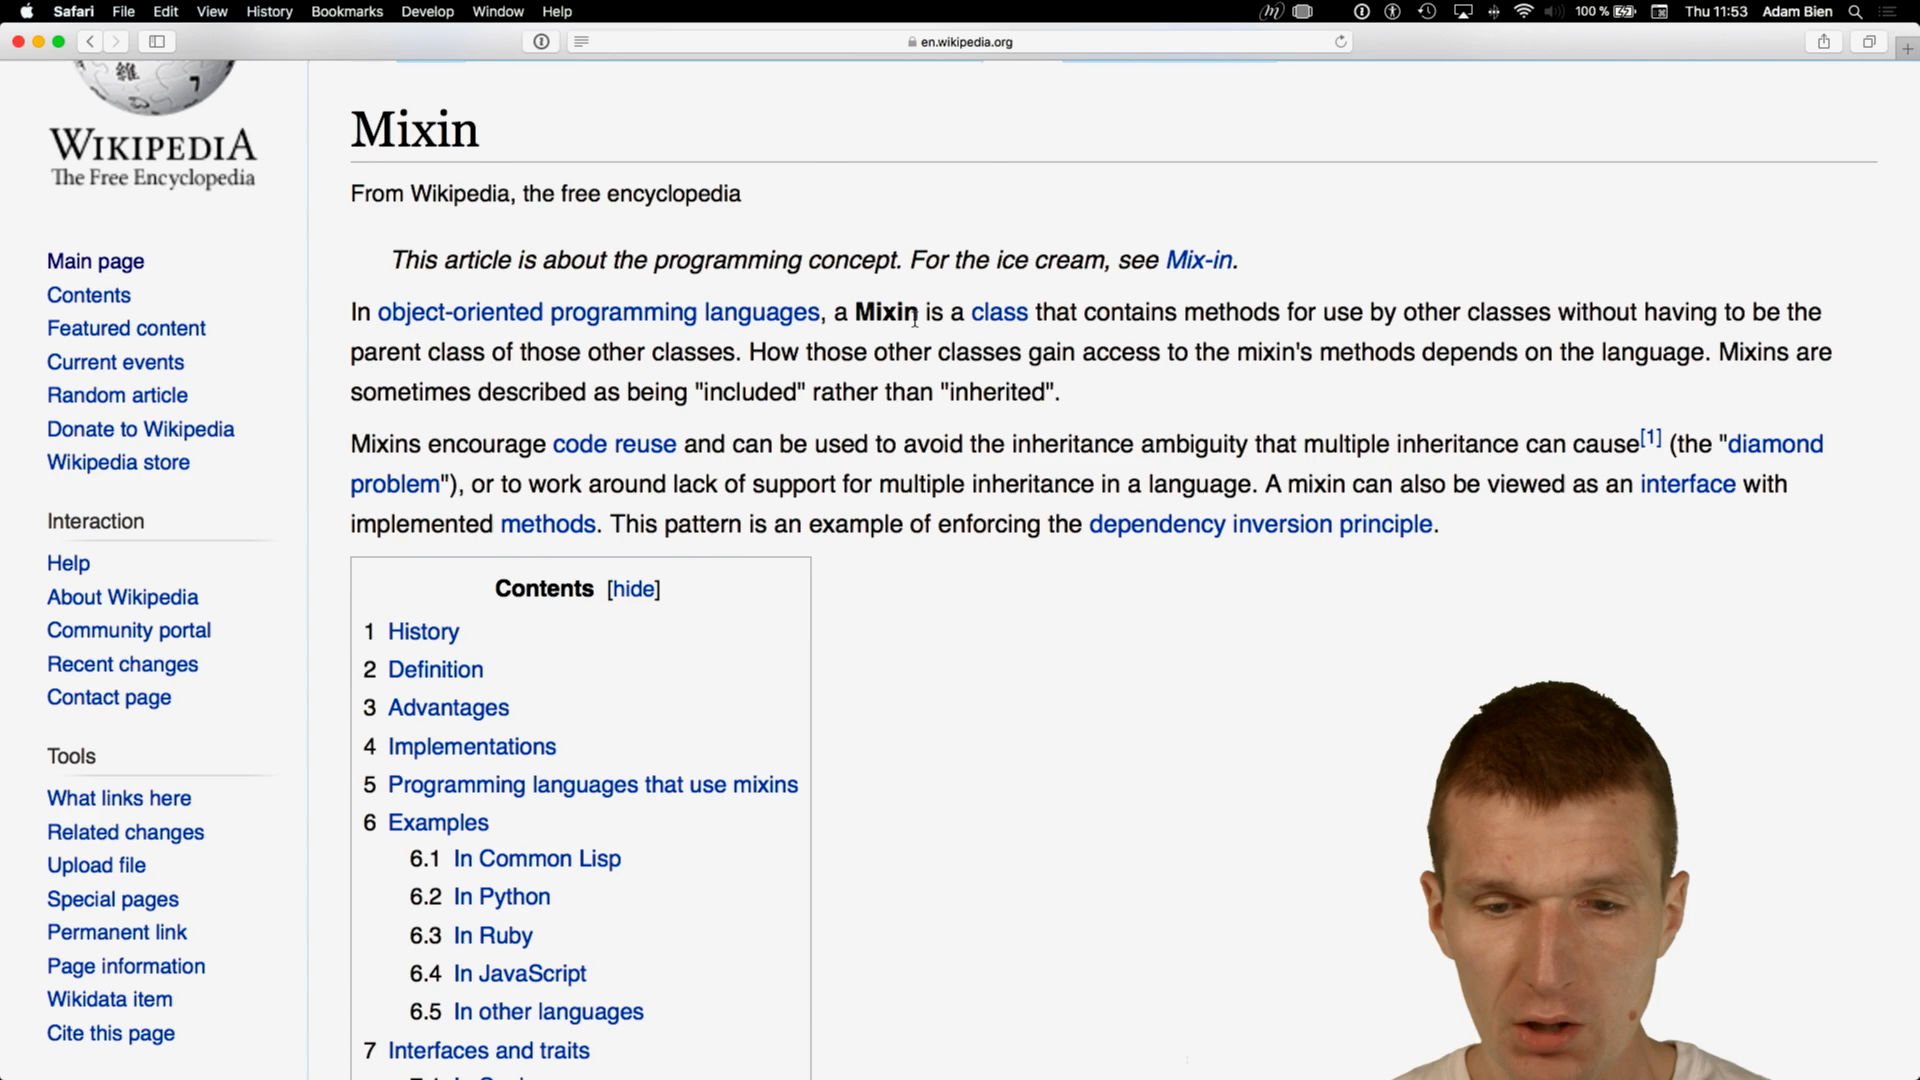 Safari File Edit View History Bookmarks Develop Window Help 100 % Thu 11:53 Adam Bien
en.wikipedia.org
維
7
WIKIPEDIA
The Free Encyclopedia
Main page
Contents
Featured content
Current events
Random article
Donate to Wikipedia
Wikipedia store
Interaction
Help
About Wikipedia
Community portal
Recent changes
Contact page
Tools
What links here
Related changes
Upload file
Special pages
Permanent link
Page information
Wikidata item
Cite this page
Mixin
From Wikipedia, the free encyclopedia
This article is about the programming concept. For the ice cream, see Mix-in.
In object-oriented programming languages, a Mixin is a class that contains methods for use by other classes without having to be the
parent class of those other classes. How those other classes gain access to the mixin's methods depends on the language. Mixins are
sometimes described as being "included" rather than "inherited".
Mixins encourage code reuse and can be used to avoid the inheritance ambiguity that multiple inheritance can cause[1] (the "diamond
problem"), or to work around lack of support for multiple inheritance in a language. A mixin can also be viewed as an interface with
implemented methods. This pattern is an example of enforcing the dependency inversion principle.
Contents [hide]
1 History
2 Definition
3 Advantages
4 Implementations
5 Programming languages that use mixins
6 Examples
6.1 In Common Lisp
6.2 In Python
6.3 In Ruby
6.4 In JavaScript
6.5 In other languages
7 Interfaces and traits